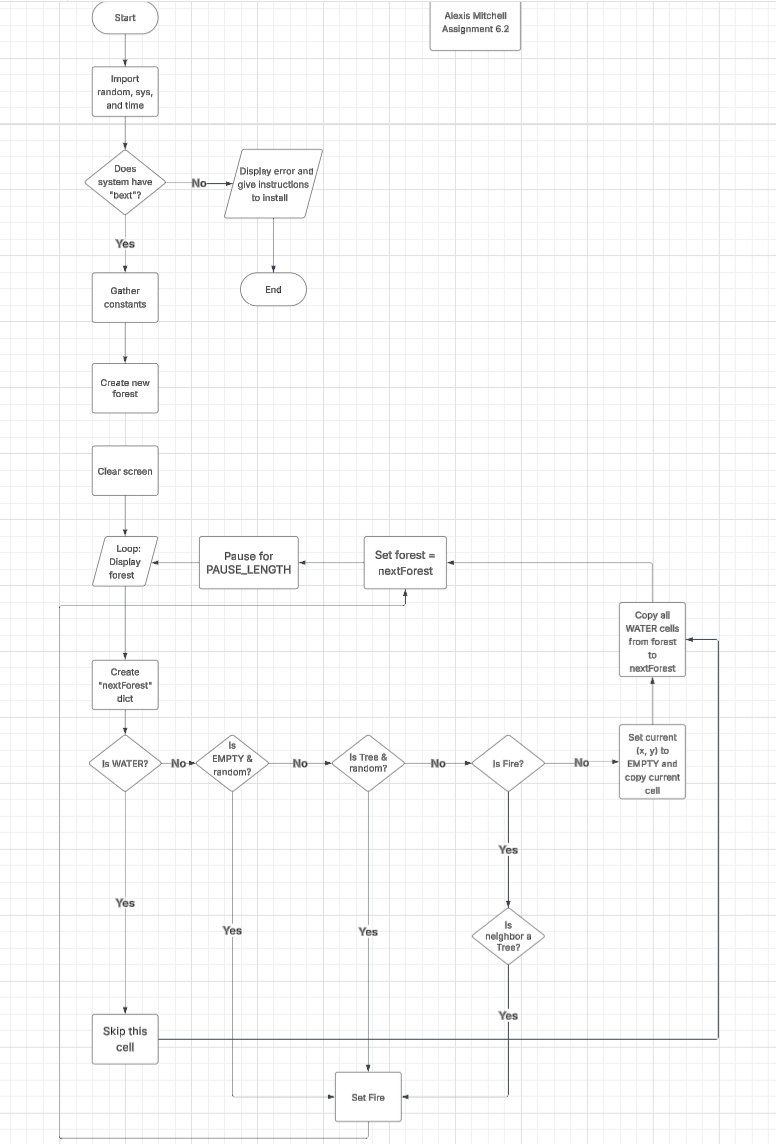 Start
Alexis Mitchell
Assignment 6.2
Import
random, sys,
and time
Does
system have
"bext"?
No
Display error and
give instructions
to install
Yes
Gather
constants
End
Create new
forest
Clear screen
Loop:
Display
forest
Pause for
PAUSE_LENGTH
Set forest =
nextForest
Copy all
WATER cells
from forest
to
nextForest
Create
"nextForest"
dict
Is WATER?
No
Is
EMPTY &
random?
No
Is Tree &
random?
No
Is Fire?
No
Set current
(x, y) to
EMPTY and
copy current
cell
Yes
Yes
Yes
Yes
Is
neighbor a
Tree?
Yes
Skip this
cell
Set Fire